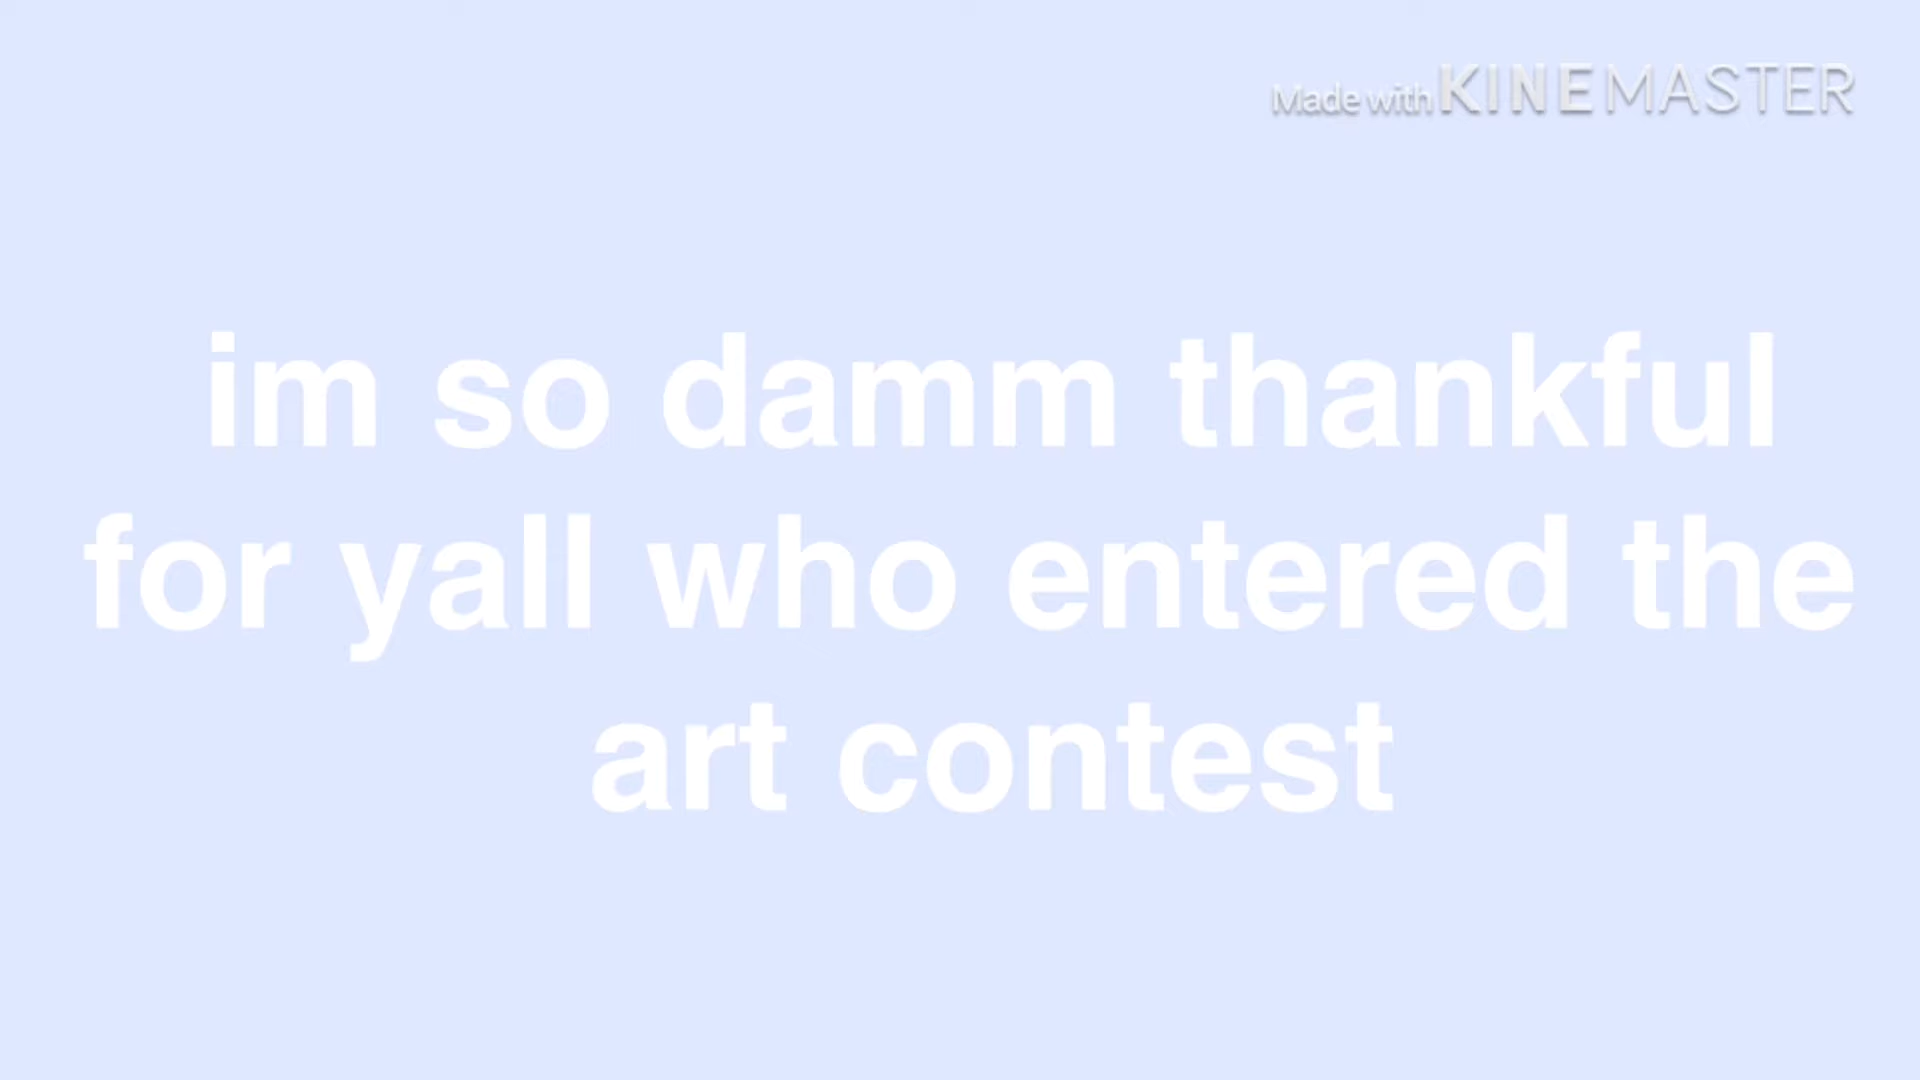 Made with KINEMASTER
im so damm thankful
for yall who entered the
art contest